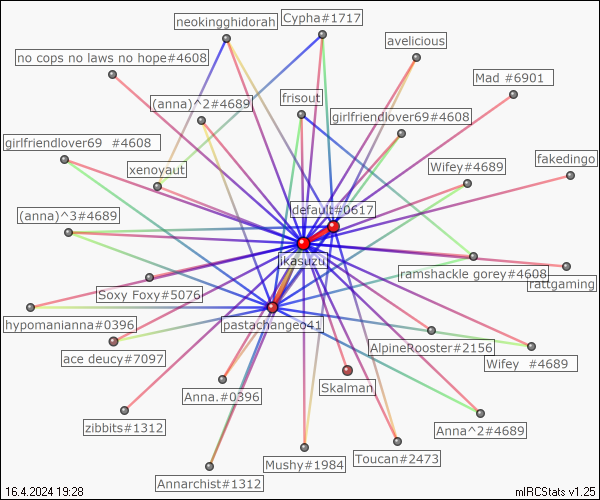 neokingghidorah
Cypha#1717
avelicious
no cops no laws no hope#4608
Mad #6901
(anna)^2#4689
frisout
girlfriendlover69#4608
girlfriendlover69 #4608
xenoyaut
Wifey#4689
fakedingo
(anna)^3#4689
default#0617
ikasuzu
ramshackle gorey#4608
rattgaming
Soxy Foxy#5076
hypomanianna#0396
pastachangeo41
ace deucy#7097
AlpineRooster#2156
Wifey #4689
Anna.#0396
Skalman
zibbits#1312
Anna^2#4689
Toucan#2473
Mushy#1984
Annarchist#1312
16.4.2024 19:28
mIRCStats v1.25